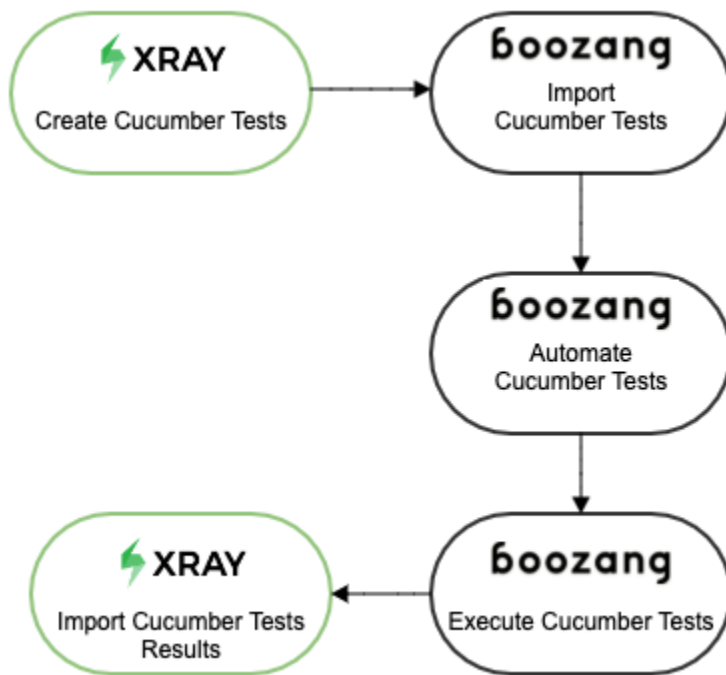 XRAY
Create Cucumber Tests
boozang
Import
Cucumber Tests
boozang
Automate
Cucumber Tests
boozang
Execute Cucumber Tests
XRAY
Import Cucumber Tests
Results